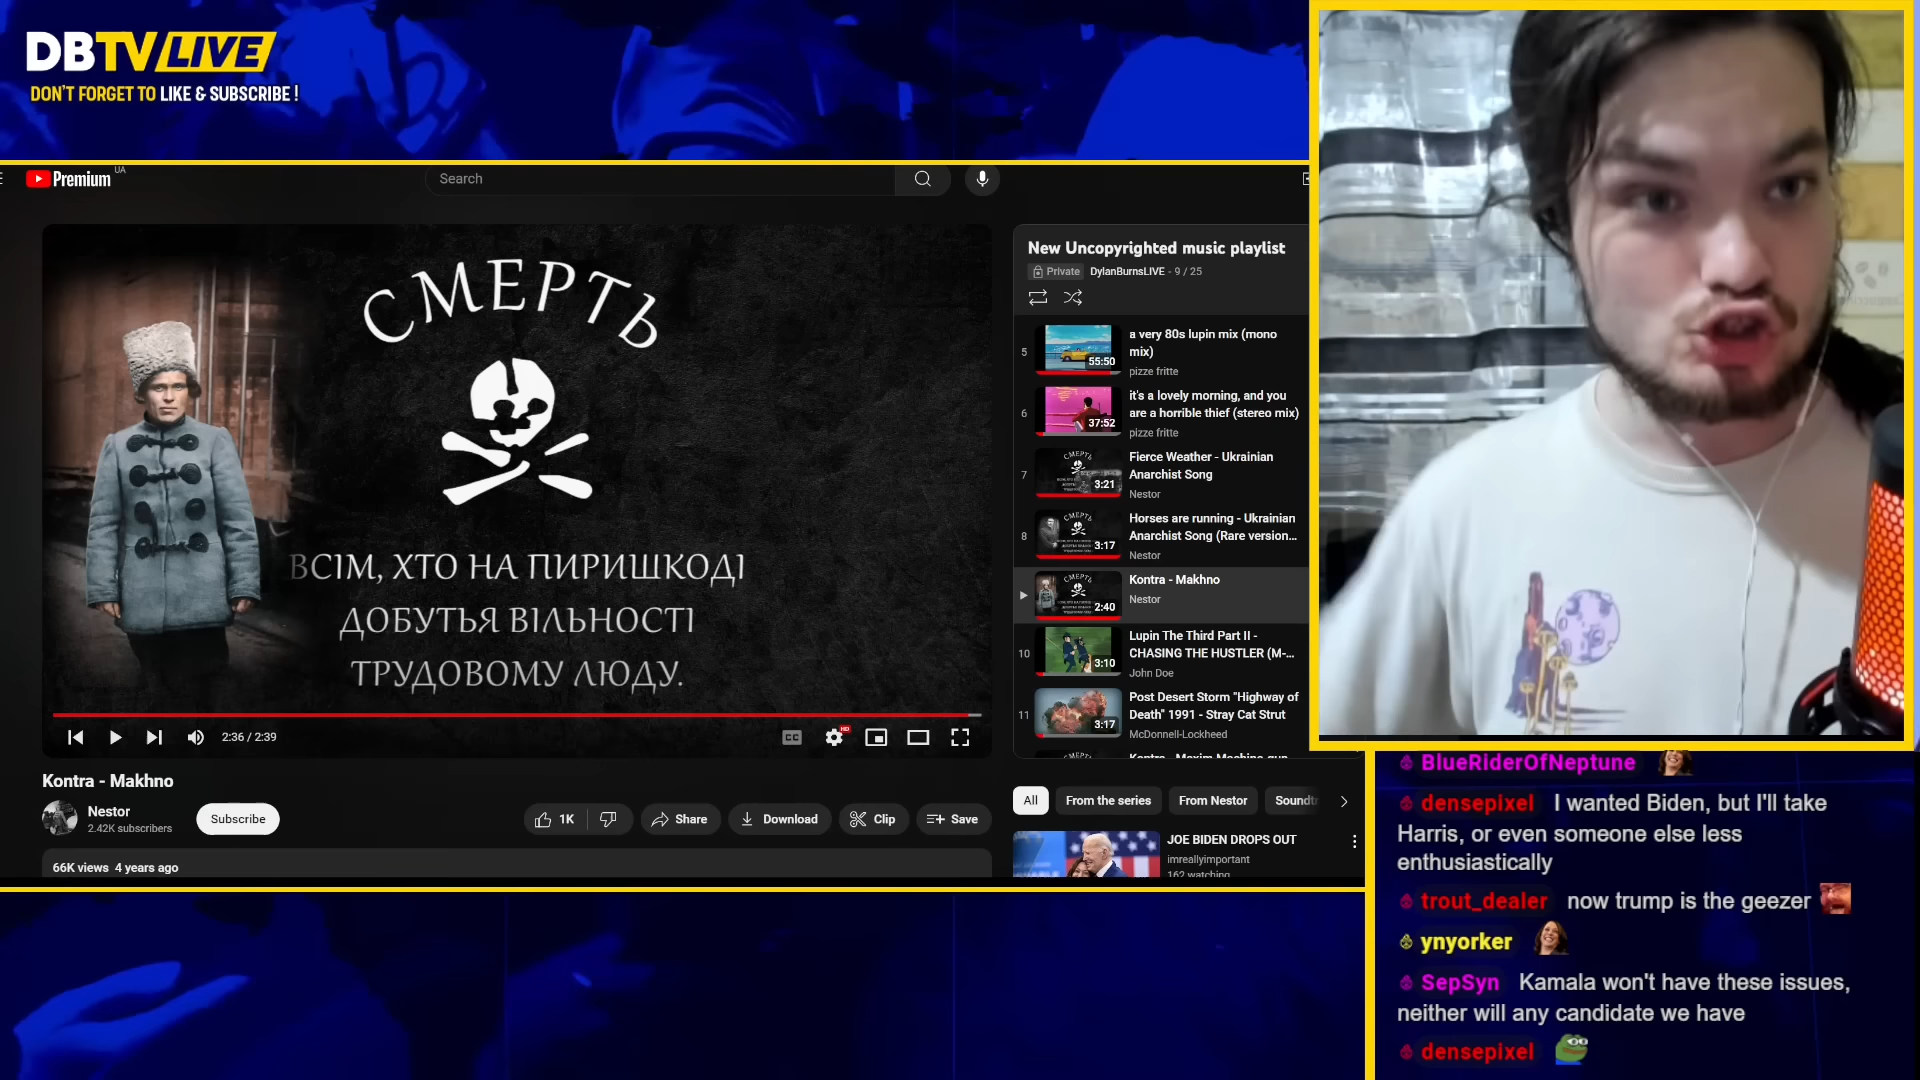 DBTV LIVE
DON'T FORGET TO LIKE & SUBSCRIBE !
Premium UA
Search
СМЕРТЬ
ВСІМ, ХТО НА ПИРИШКОДІ
ДОБУТЬЯ ВІЛЬНОСТІ
ТРУДОВОМУ ЛЮДУ.
2:36 / 2:39
CC
HD
Kontra - Makhno
Nestor
2.42K subscribers
Subscribe
1K
Share
Download
Clip
Save
66K views 4 years ago
New Uncopyrighted music playlist
Private DylanBurnsLIVE - 9 / 25
5
55:50
a very 80s lupin mix (mono
mix)
pizze fritte
6
37:52
it's a lovely morning, and you
are a horrible thief (stereo mix)
pizze fritte
7
3:21
Fierce Weather - Ukrainian
Anarchist Song
Nestor
8
3:17
Horses are running - Ukrainian
Anarchist Song (Rare version...
Nestor
2:40
Kontra - Makhno
Nestor
10
3:10
Lupin The Third Part II -
CHASING THE HUSTLER (M-...
John Doe
11
3:17
Post Desert Storm "Highway of
Death" 1991 - Stray Cat Strut
McDonnell-Lockheed
All
From the series
From Nestor
JOE BIDEN DROPS OUT
imreallyimportant
162 watching
BlueRiderOfNeptune
densepixel I wanted Biden, but I'll take
Harris, or even someone else less
enthusiastically
trout_dealer now trump is the geezer
ynyorker
SepSyn Kamala won't have these issues,
neither will any candidate we have
densepixel